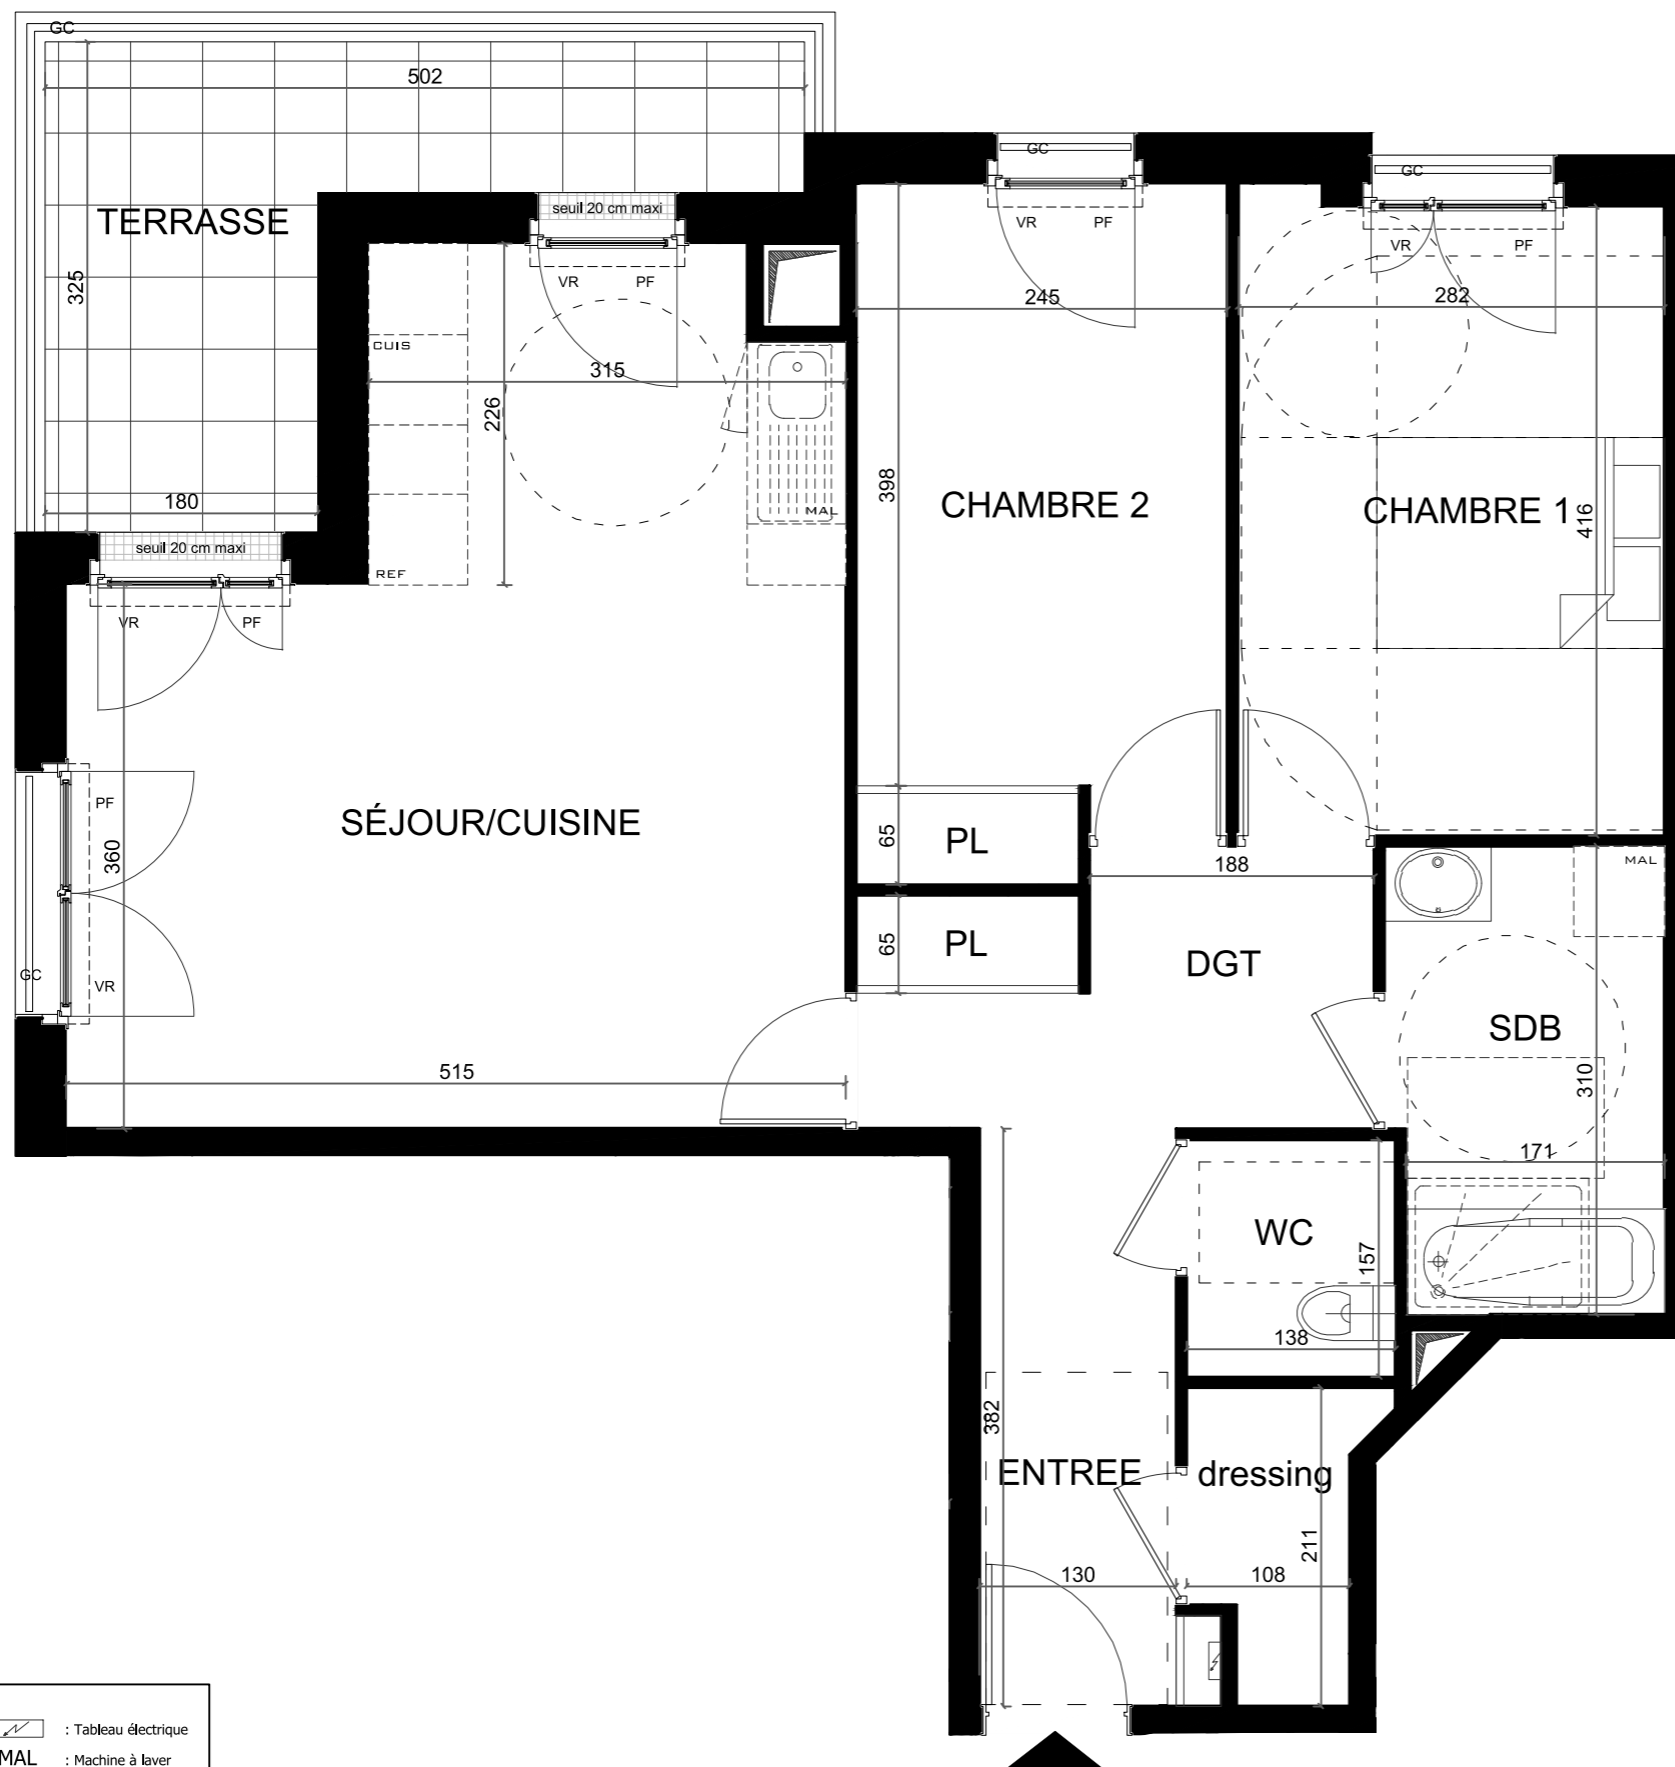 GC
502
GC
GC
TERRASSE
seuil 20 cm maxi
VR PF
VR PF
VR PF
325
245
282
CUIS
315
226
398
CHAMBRE 2
CHAMBRE 1
416
180
MAL
seuil 20 cm maxi
REF
VR PF
PF
SÉJOUR/CUISINE
360
65
PL
188
MAL
65
PL
DGT
GC
VR
SDB
515
310
171
WC
157
138
382
ENTREE
dressing
211
130
108
: Tableau électrique
MAL : Machine à laver